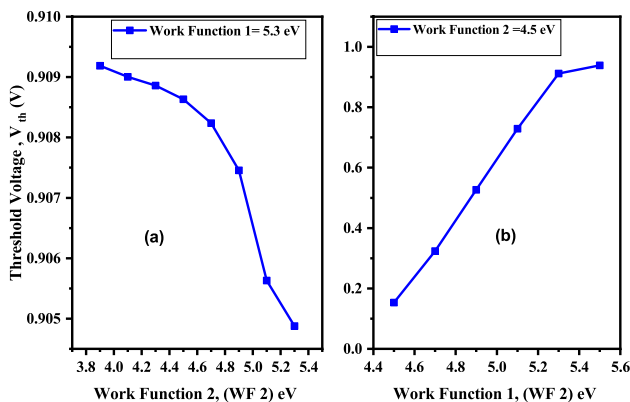 Work Function 1= 5.3 eV
0.910
0.909
0.908
0.907
0.906
0.905
Threshold Voltage , V th (V)
(a)
3.8 4.0 4.2 4.4 4.6 4.8 5.0 5.2 5.4
Work Function 2, (WF 2) eV
Work Function 2 =4.5 eV
1.0
0.8
0.6
0.4
0.2
0.0
(b)
4.4 4.6 4.8 5.0 5.2 5.4 5.6
Work Function 1, (WF 2) eV